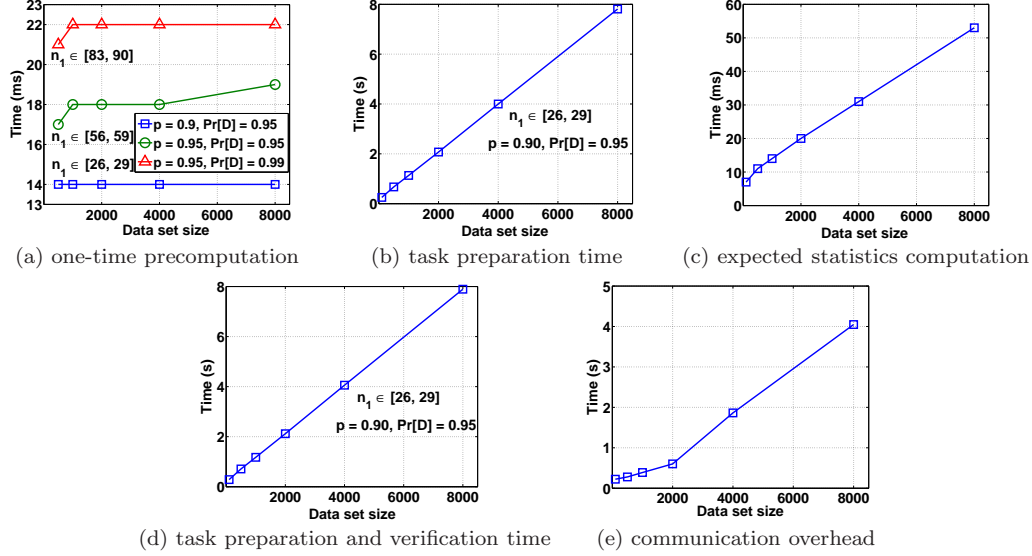 22
21
20
19
18
17
16
15
14
13
2000 4000 6000 8000
Time (ms)
Data set size
n1 ∈ [83, 90]
n1 ∈ [56, 59]
n1 ∈ [26, 29]
p = 0.9, Pr[D] = 0.95
p = 0.95, Pr[D] = 0.95
p = 0.95, Pr[D] = 0.99
(a) one-time precomputation
8
6
4
2
0
2000 4000 6000 8000
Time (s)
Data set size
n1 ∈ [26, 29]
p = 0.90, Pr[D] = 0.95
(b) task preparation time
60
50
40
30
20
10
0
2000 4000 6000 8000
Time (ms)
Data set size
(c) expected statistics computation
8
6
4
2
0
2000 4000 6000 8000
Time (s)
Data set size
n1 ∈ [26, 29]
p = 0.90, Pr[D] = 0.95
(d) task preparation and verification time
5
4
3
2
1
0
2000 4000 6000 8000
Time (s)
Data set size
(e) communication overhead